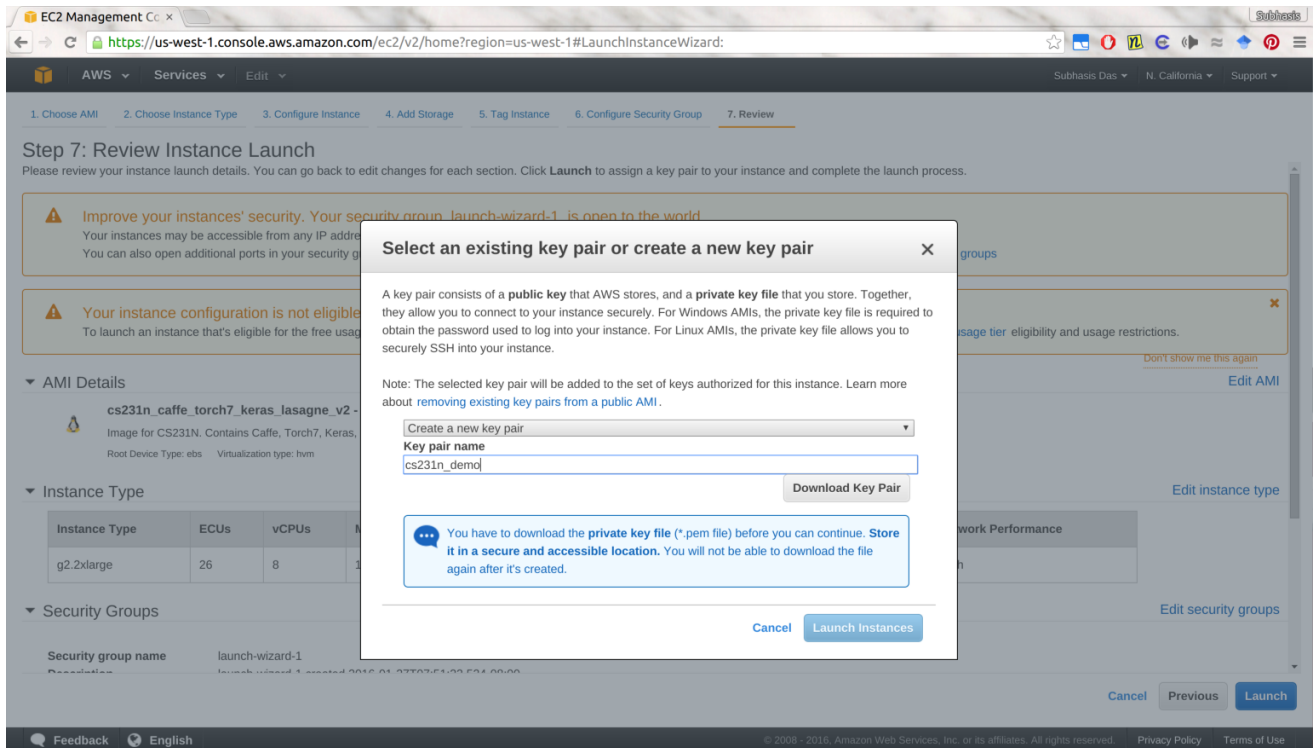 EC2 Management Co
Subhasis
https://us-west-1.console.aws.amazon.com/ec2/v2/home?region=us-west-1#LaunchInstanceWizard:
AWS Services Edit Subhasis Das N. California Support
1. Choose AMI 2. Choose Instance Type 3. Configure Instance 4. Add Storage 5. Tag Instance 6. Configure Security Group 7. Review
Step 7: Review Instance Launch
Please review your instance launch details. You can go back to edit changes for each section. Click Launch to assign a key pair to your instance and complete the launch process.
Improve your instances' security. Your security group, launch-wizard-1, is open to the world.
Your instances may be accessible from any IP addre
You can also open additional ports in your security g groups
Your instance configuration is not eligible
To launch an instance that's eligible for the free usag usage tier eligibility and usage restrictions.
Don't show me this again
AMI Details Edit AMI
cs231n_caffe_torch7_keras_lasagne_v2 -
Image for CS231N. Contains Caffe, Torch7, Keras,
Root Device Type: ebs Virtualization type: hvm
Instance Type Edit instance type
Instance Type ECUs vCPUs M work Performance
g2.2xlarge 26 8 1 h
Security Groups Edit security groups
Security group name launch-wizard-1
Description launch-wizard-1 created 2016-01-27T07:51:22.524-08:00
Select an existing key pair or create a new key pair
A key pair consists of a public key that AWS stores, and a private key file that you store. Together,
they allow you to connect to your instance securely. For Windows AMIs, the private key file is required to
obtain the password used to log into your instance. For Linux AMIs, the private key file allows you to
securely SSH into your instance.
Note: The selected key pair will be added to the set of keys authorized for this instance. Learn more
about removing existing key pairs from a public AMI.
Create a new key pair
Key pair name
cs231n_demo
Download Key Pair
You have to download the private key file (*.pem file) before you can continue. Store
it in a secure and accessible location. You will not be able to download the file
again after it's created.
Cancel Launch Instances
Cancel Previous Launch
Feedback English © 2008 - 2016, Amazon Web Services, Inc. or its affiliates. All rights reserved. Privacy Policy Terms of Use